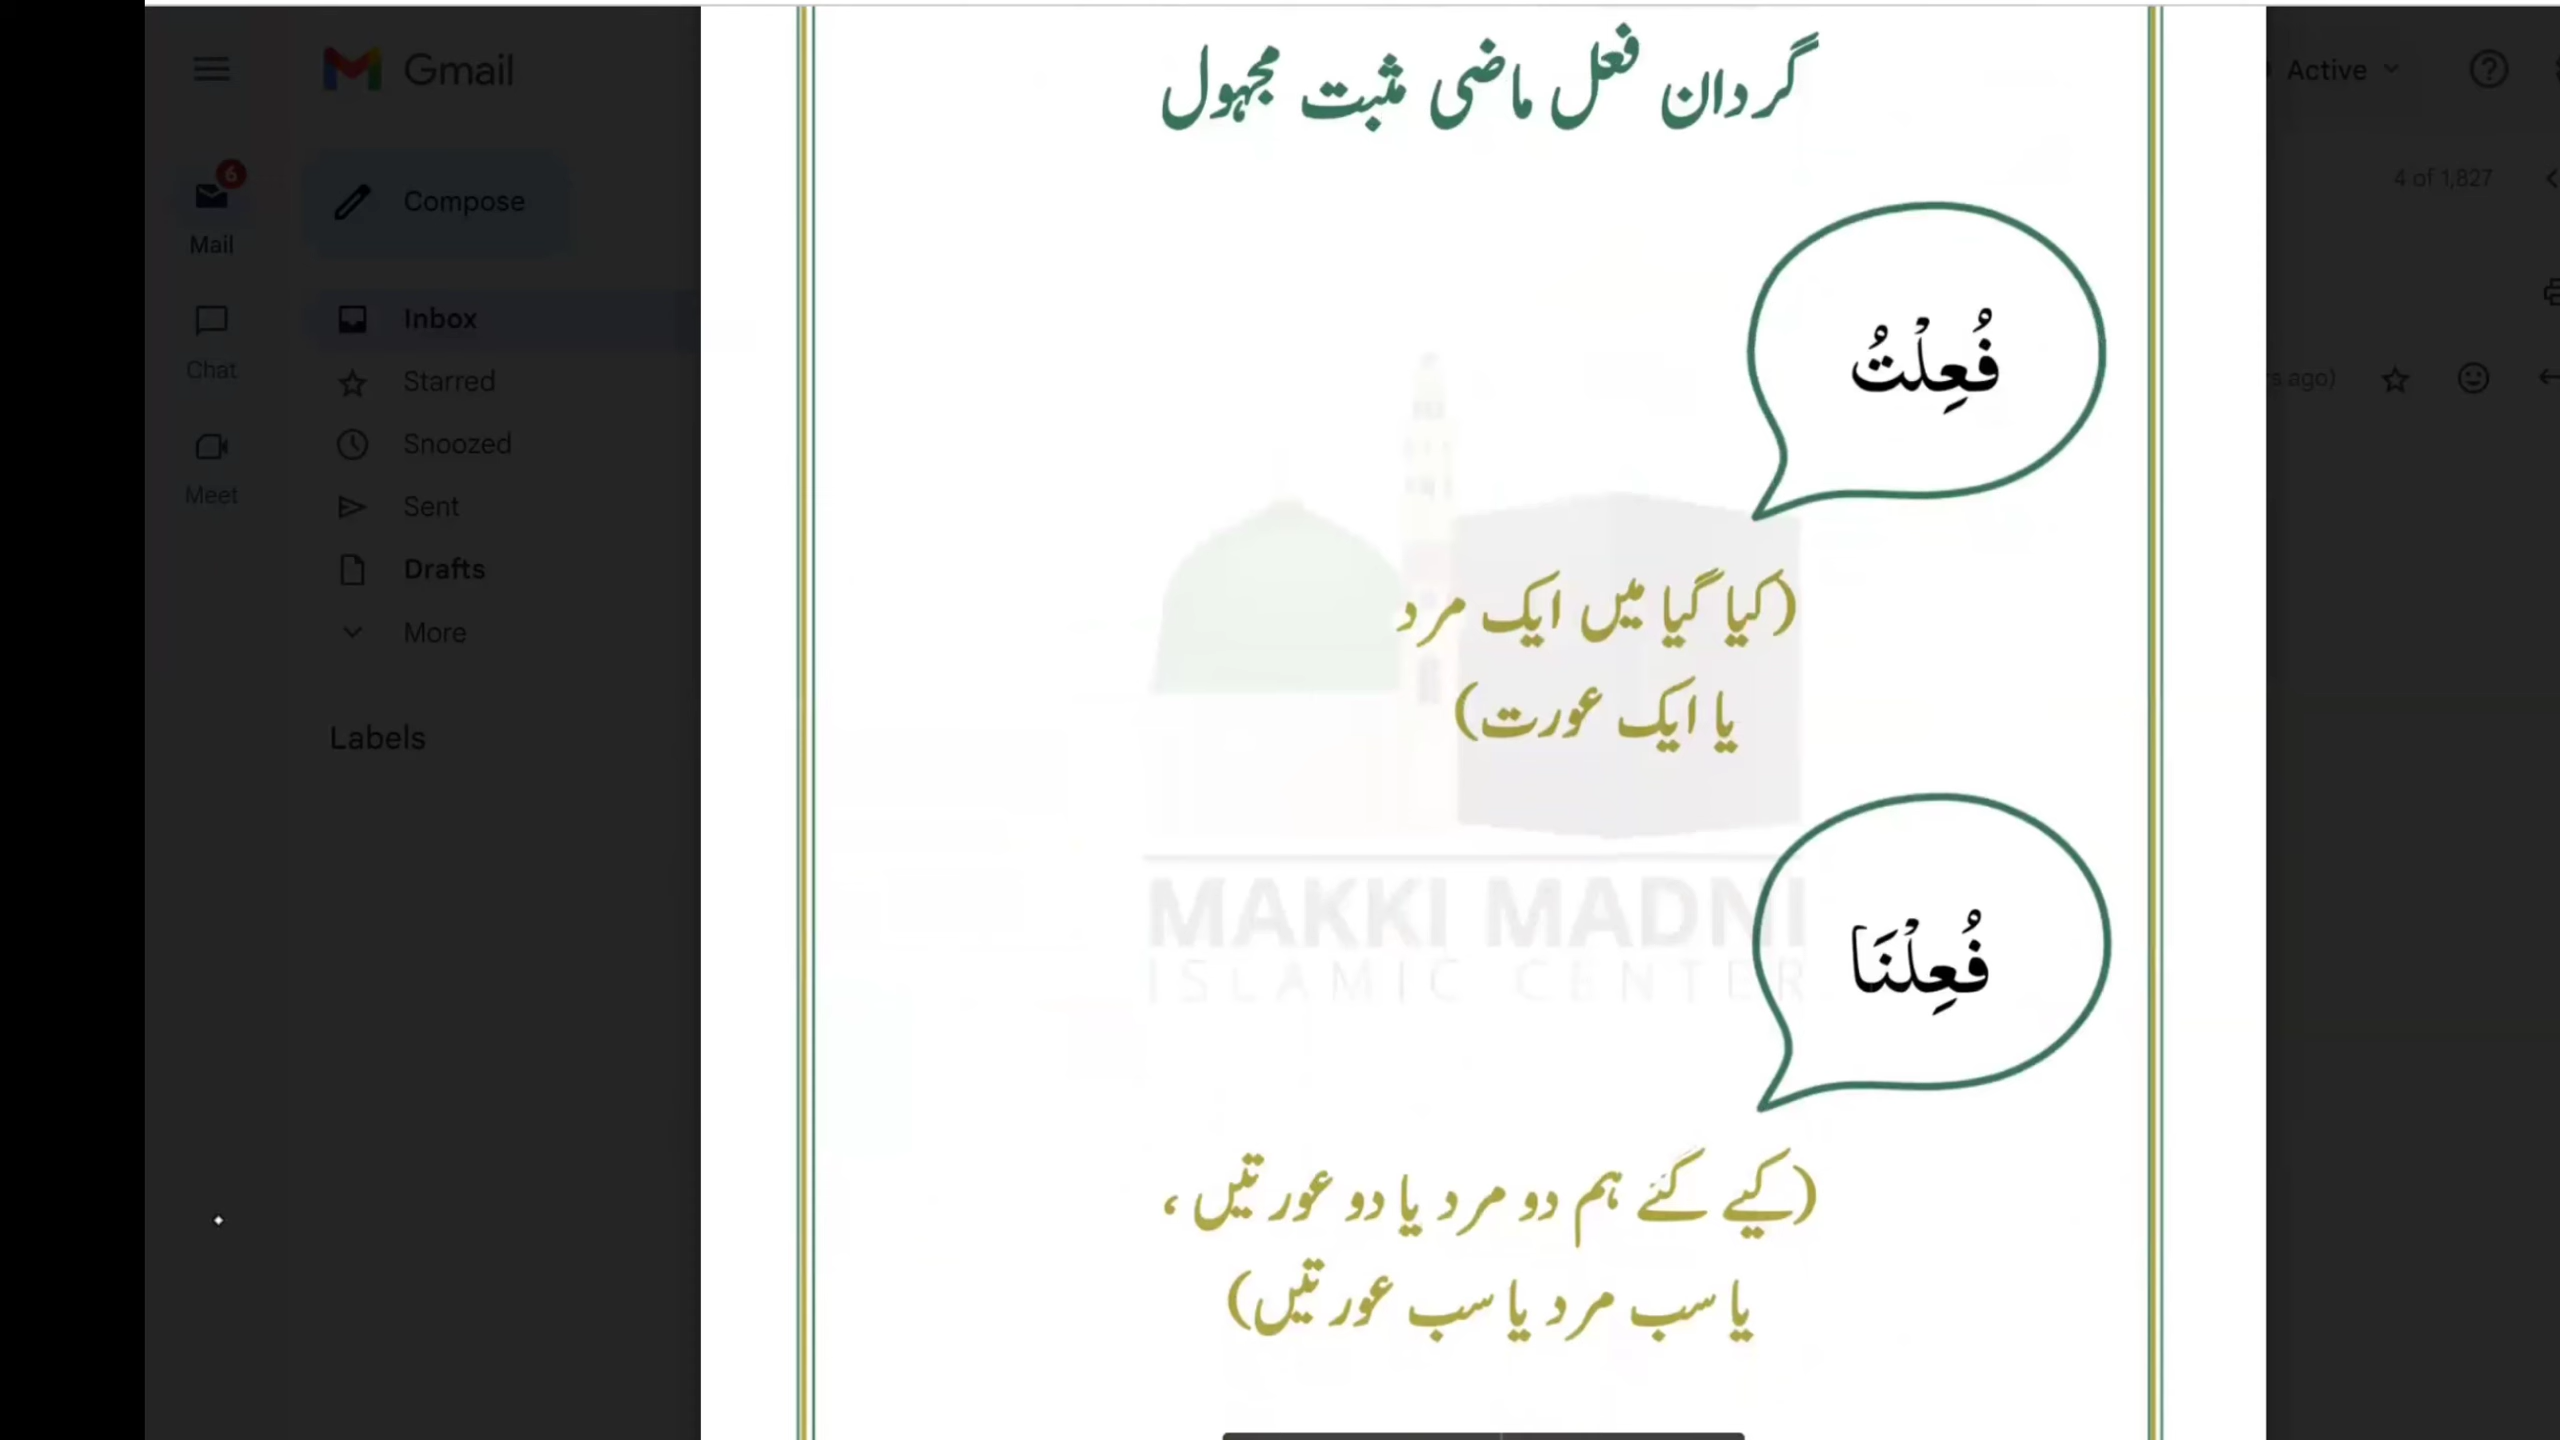 Gmail
Active
6
Compose
4 of 1,827
Mail
Inbox
Chat
Starred
s ago)
Snoozed
Meet
Sent
Drafts
More
Labels
گردان فعل ماضی مثبت مجہول
فُعِلْتُ
(کیا گیا میں ایک مرد
یا ایک عورت)
MAKKI MADNI
ISLAMIC CENTER
فُعِلْنَا
(کیے گئے ہم دو مرد یا دو عورتیں ،
یا سب مرد یا سب عورتیں)